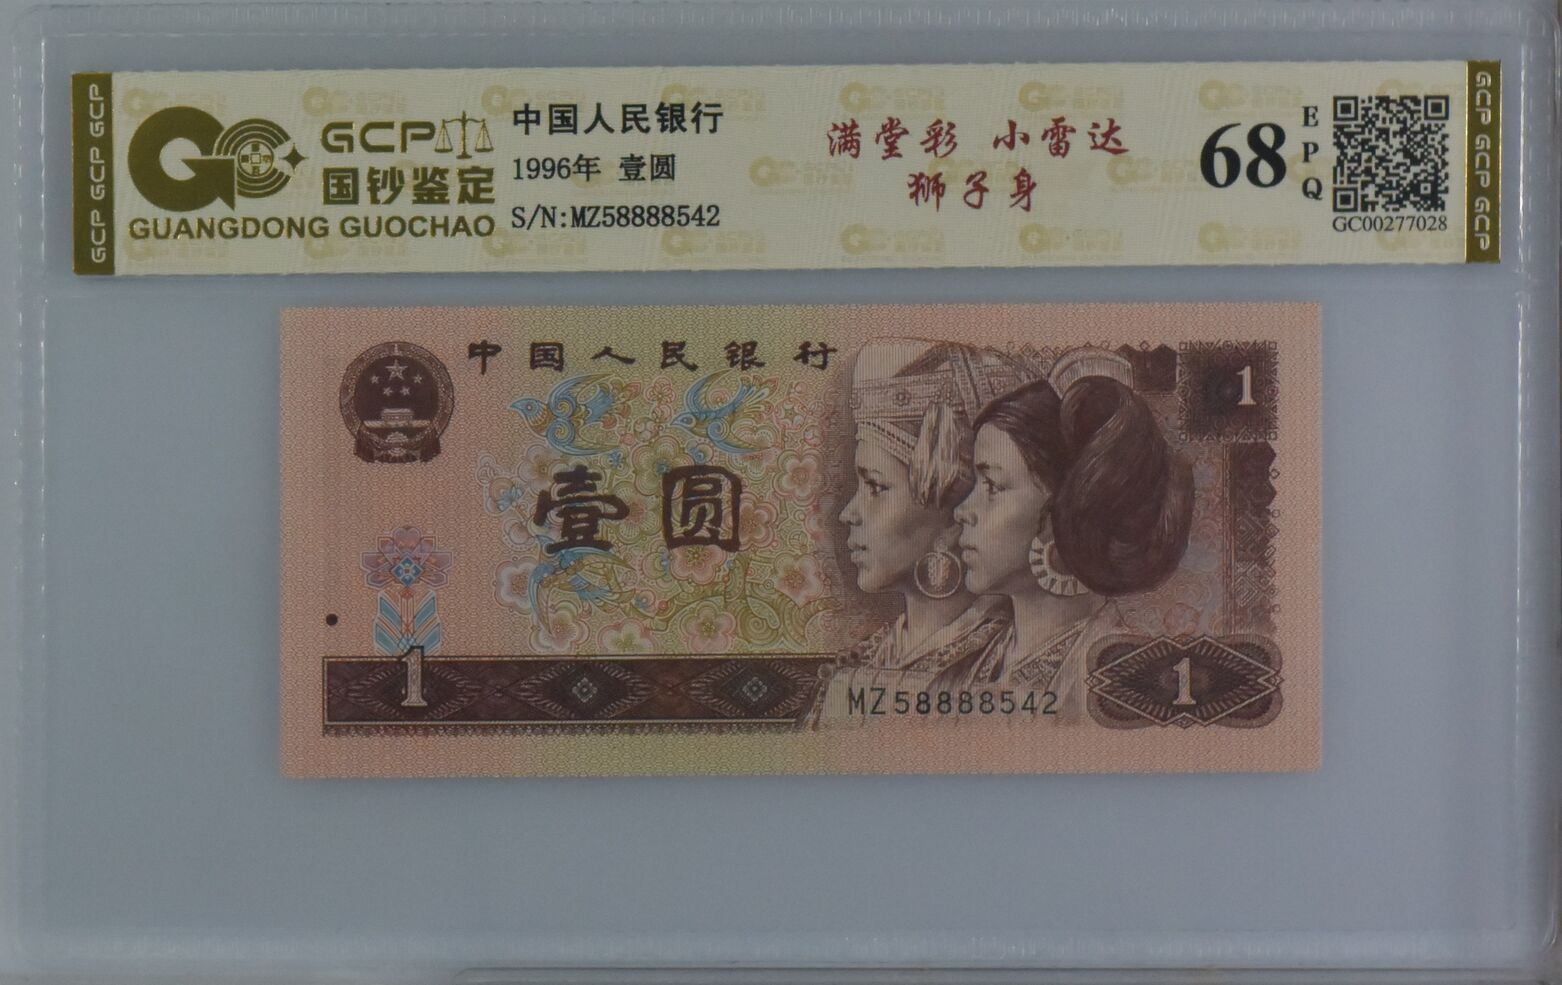 GCP GCP GCP
GCP
国钞鉴定
GUANGDONG GUOCHAO
中国人民银行
1996年 壹圆
S/N:MZ58888542
满堂彩 小雷达
狮子身
68
EPQ
GC00277028
GCP GCP GCP
中国人民银行
1
壹圆
1
MZ58888542
1